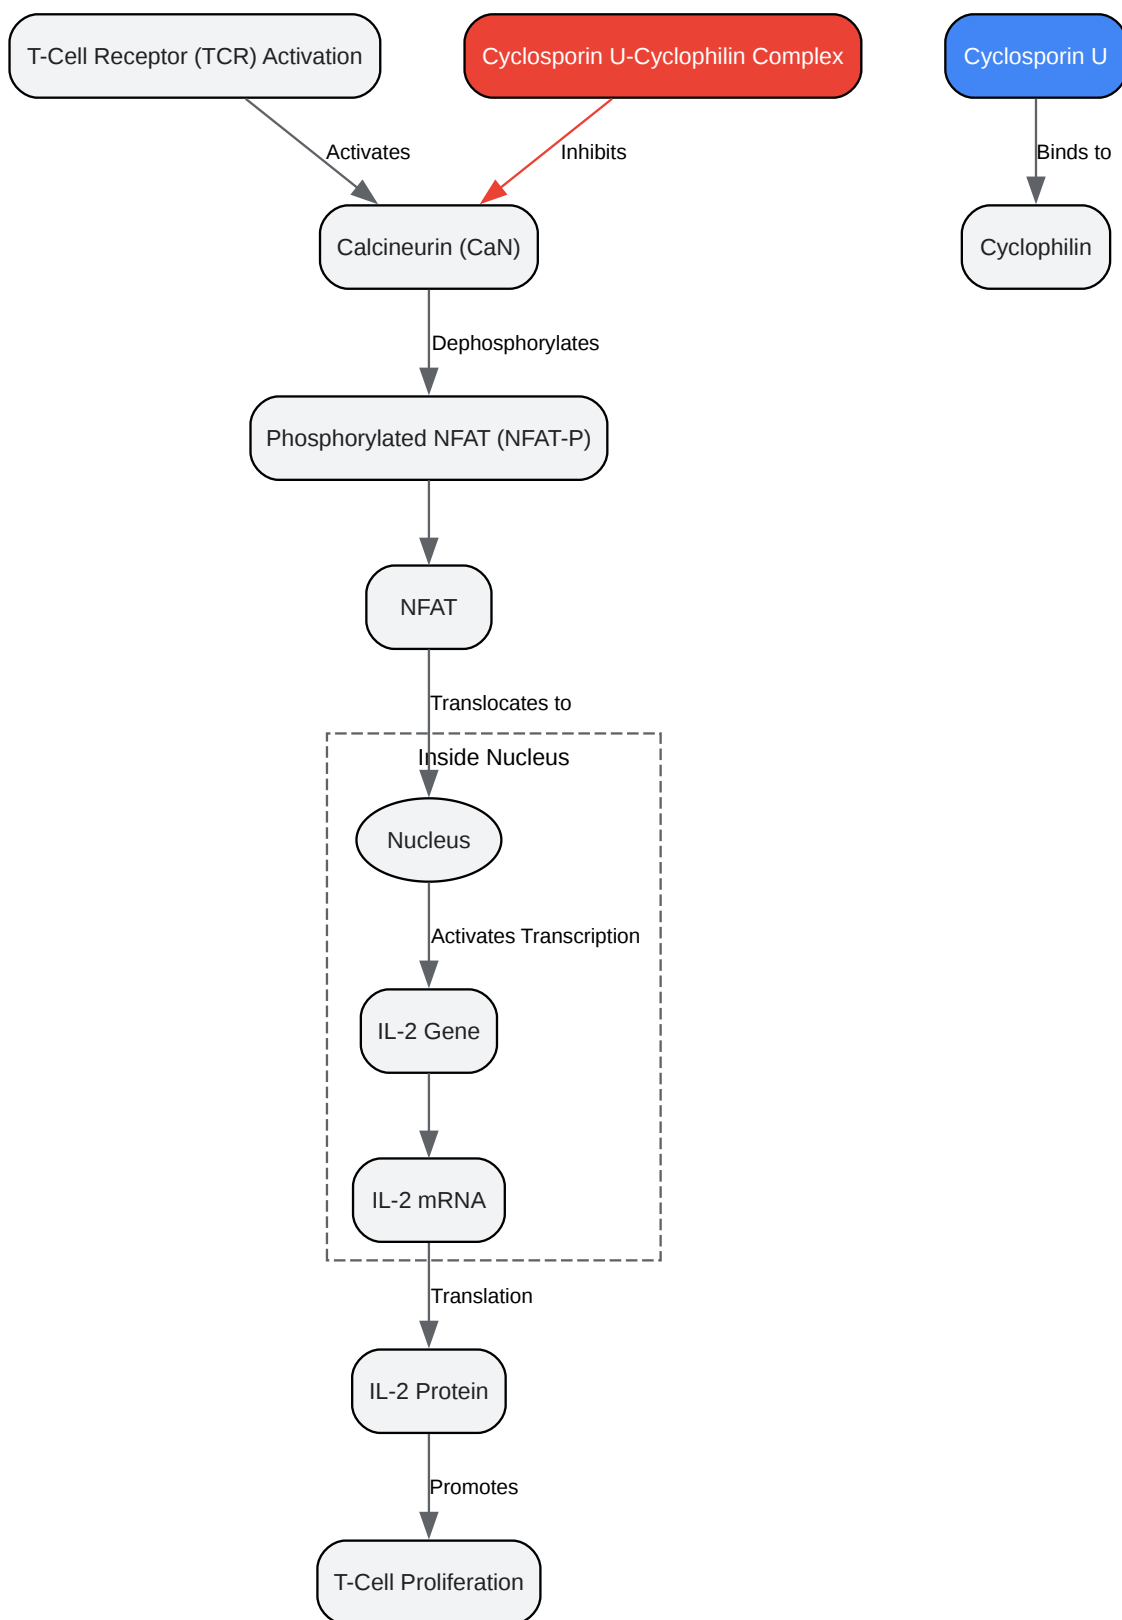 T-Cell Receptor (TCR) Activation
Cyclosporin U-Cyclophilin Complex
Cyclosporin U
Activates
Inhibits
Binds to
Calcineurin (CaN)
Cyclophilin
Dephosphorylates
Phosphorylated NFAT (NFAT-P)
NFAT
Translocates to
Inside Nucleus
Nucleus
Activates Transcription
IL-2 Gene
IL-2 mRNA
Translation
IL-2 Protein
Promotes
T-Cell Proliferation